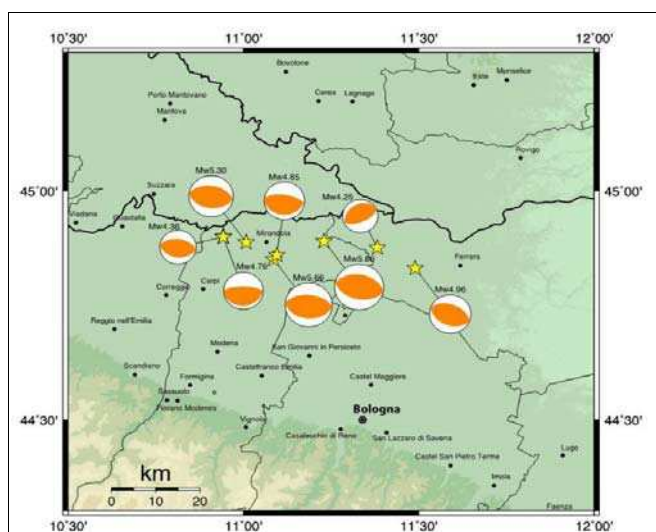 10°30' 11°00' 11°30' 12°00'
Bovolone
Este Monselice
Cerea Legnago
Porto Mantovano
Mantova
Rovigo
45°00' Mw5.30 Mw4.85 45°00'
Suzzara Mw4.29
Viadana Guastalla
Mw4.36 Mirandola
Ferrara
Carpi Mw4.76 Mw5.66 Mw5.86 Mw4.96
Correggio
Reggio nell'Emilia
Modena San Giovanni in Persiceto
Scandiano Formigine Castelfranco Emilia Castel Maggiore
Sassuolo
Fiorano Modenese Bologna
44°30' Vignola 44°30'
Casalecchio di Reno San Lazzaro di Savena
Castel San Pietro Terme Lugo
km Imola
0 10 20
Faenza
10°30' 11°00' 11°30' 12°00'